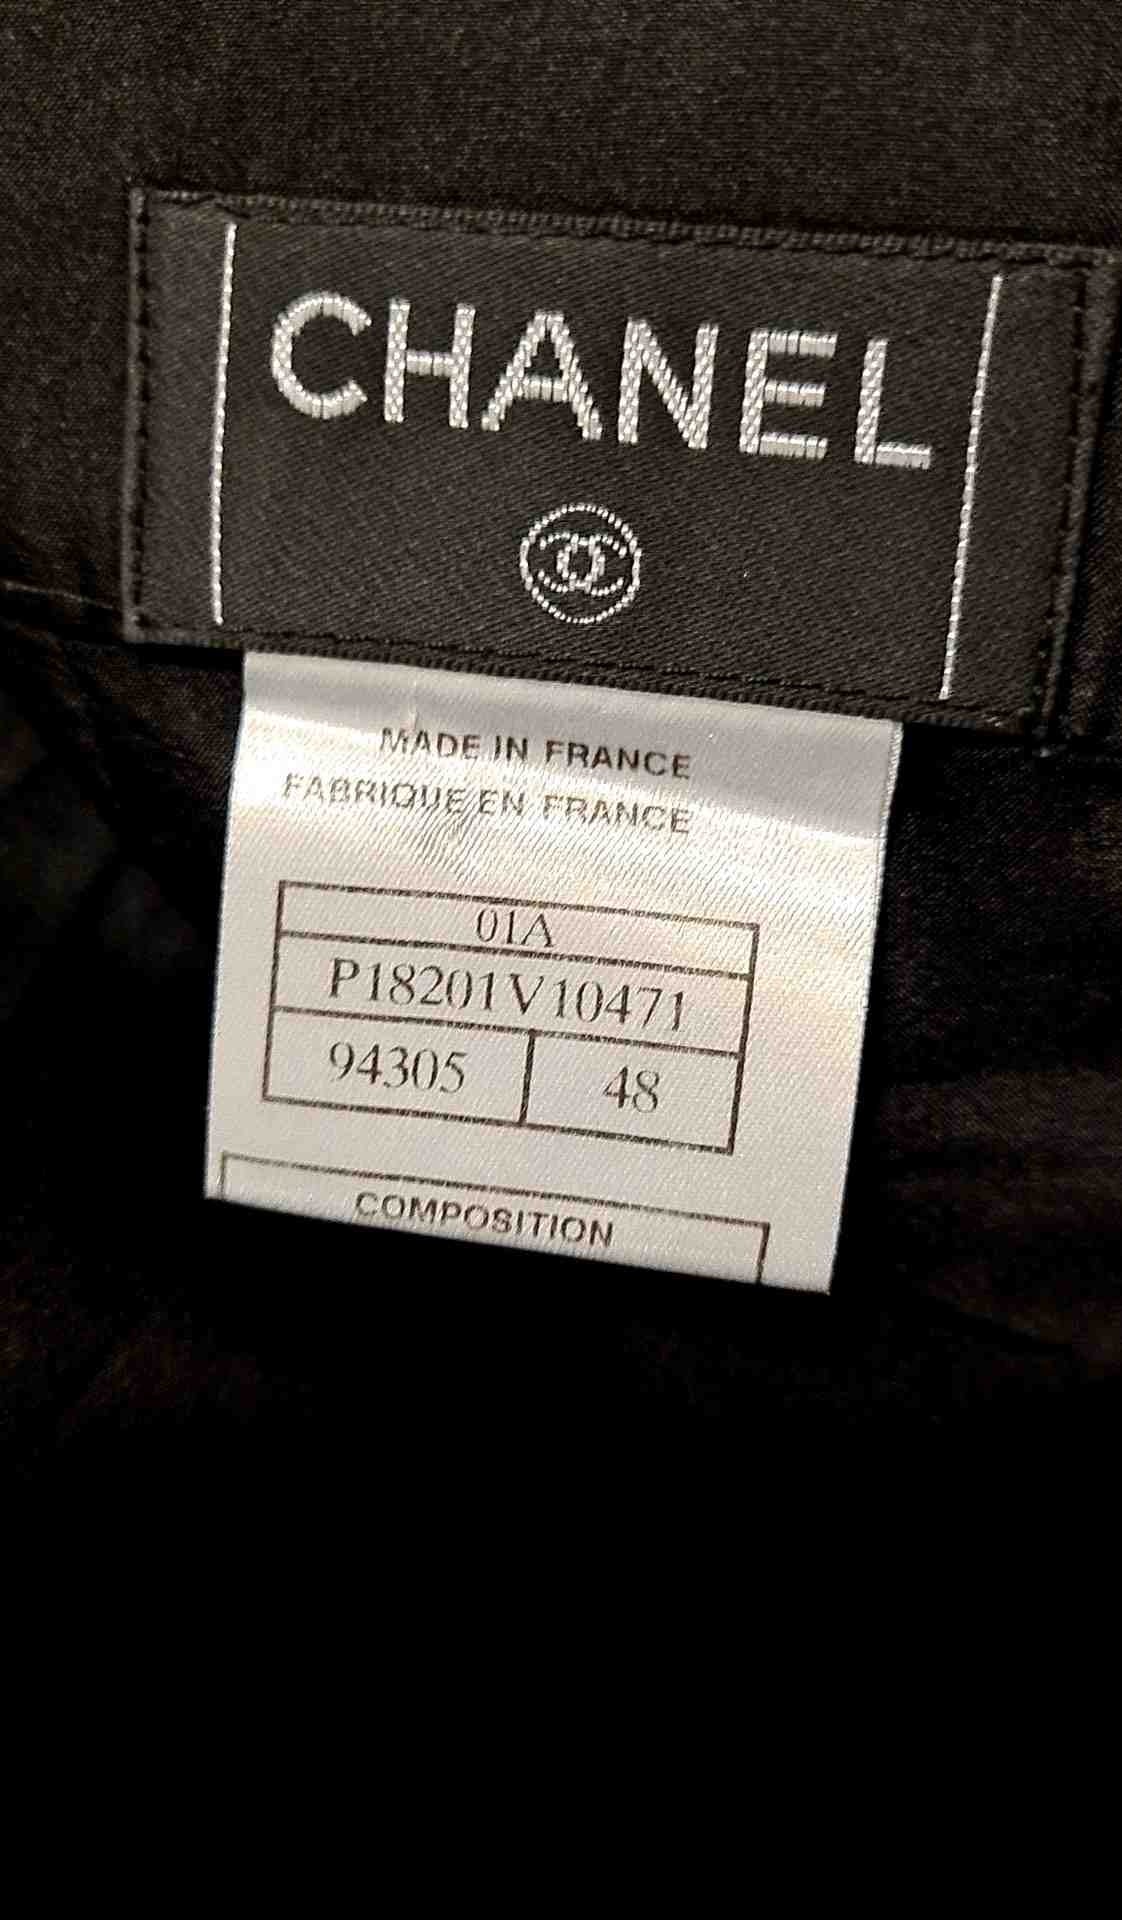 CHANEL
MADE IN FRANCE
FABRIQUE EN FRANCE
01A
P18201V10471
94305 48
COMPOSITION